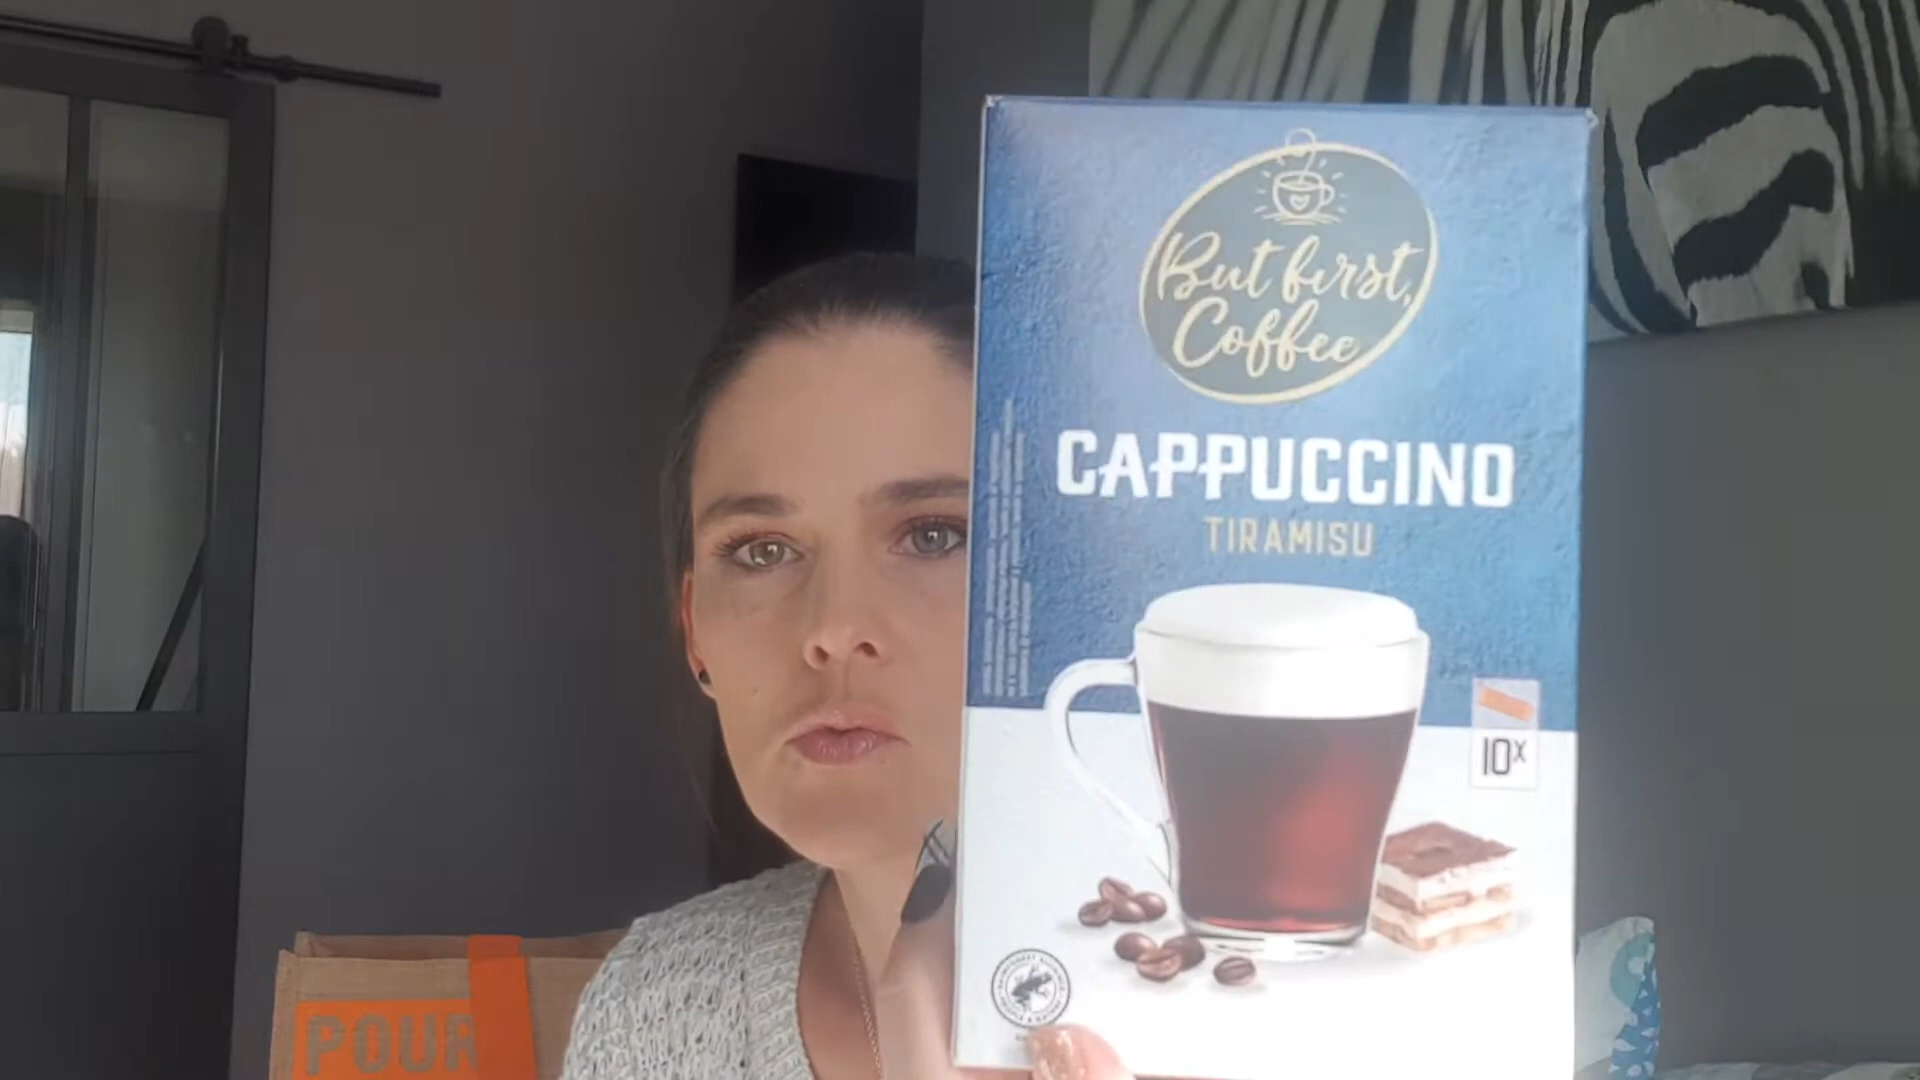 But first,
Coffee
CAPPUCCINO
TIRAMISU
10x
POUR